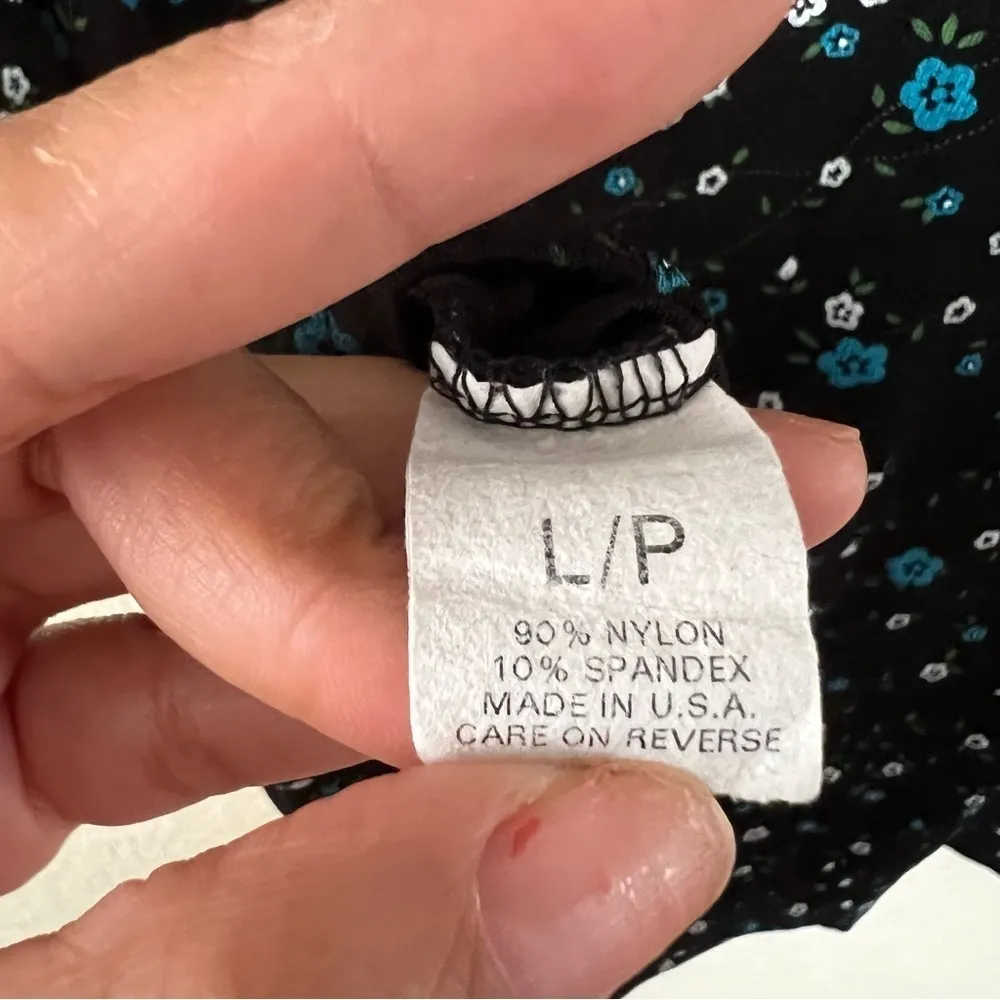 L/P
90% NYLON
10% SPANDEX
MADE IN U.S.A.
CARE ON REVERSE